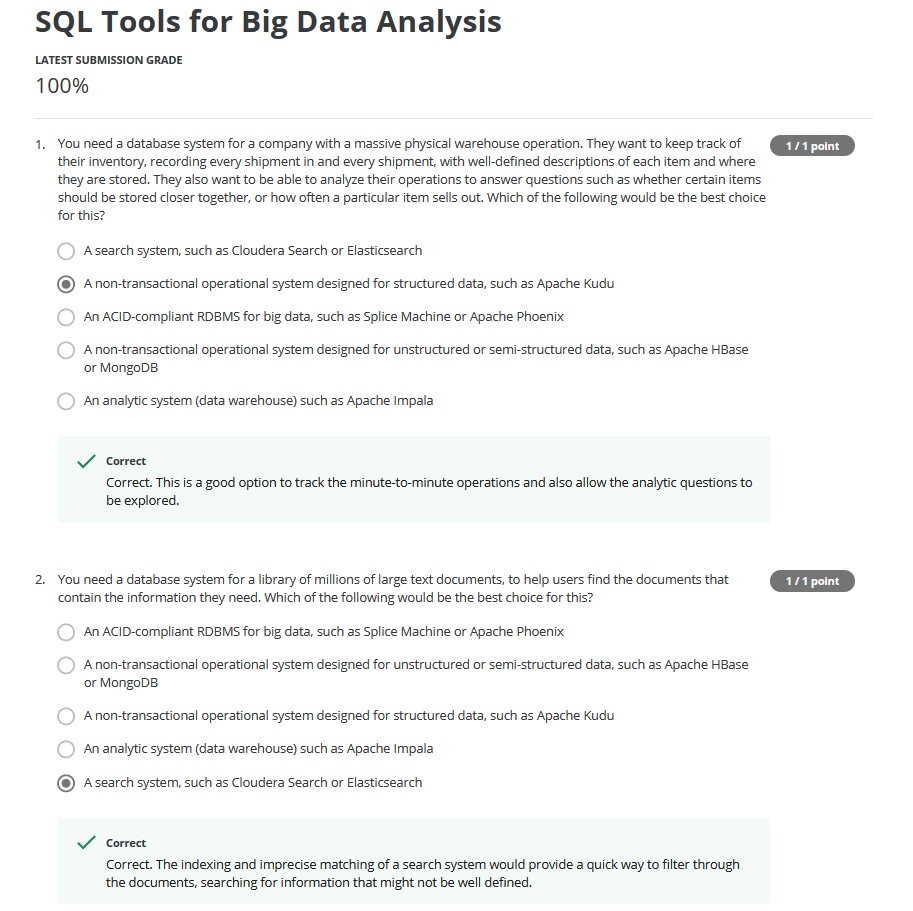 SQL Tools for Big Data Analysis
LATEST SUBMISSION GRADE
100%
1. You need a database system for a company with a massive physical warehouse operation. They want to keep track of
1 / 1 point
their inventory, recording every shipment in and every shipment, with well-defined descriptions of each item and where
they are stored. They also want to be able to analyze their operations to answer questions such as whether certain items
should be stored closer together, or how often a particular item sells out. Which of the following would be the best choice
for this?
A search system, such as Cloudera Search or Elasticsearch
A non-transactional operational system designed for structured data, such as Apache Kudu
An ACID-compliant RDBMS for big data, such as Splice Machine or Apache Phoenix
A non-transactional operational system designed for unstructured or semi-structured data, such as Apache HBase
or MongoDB
An analytic system (data warehouse) such as Apache Impala
Correct
Correct. This is a good option to track the minute-to-minute operations and also allow the analytic questions to
be explored.
2. You need a database system for a library of millions of large text documents, to help users find the documents that
1 / 1 point
contain the information they need. Which of the following would be the best choice for this?
An ACID-compliant RDBMS for big data, such as Splice Machine or Apache Phoenix
A non-transactional operational system designed for unstructured or semi-structured data, such as Apache HBase
or MongoDB
A non-transactional operational system designed for structured data, such as Apache Kudu
An analytic system (data warehouse) such as Apache Impala
A search system, such as Cloudera Search or Elasticsearch
Correct
Correct. The indexing and imprecise matching of a search system would provide a quick way to filter through
the documents, searching for information that might not be well defined.